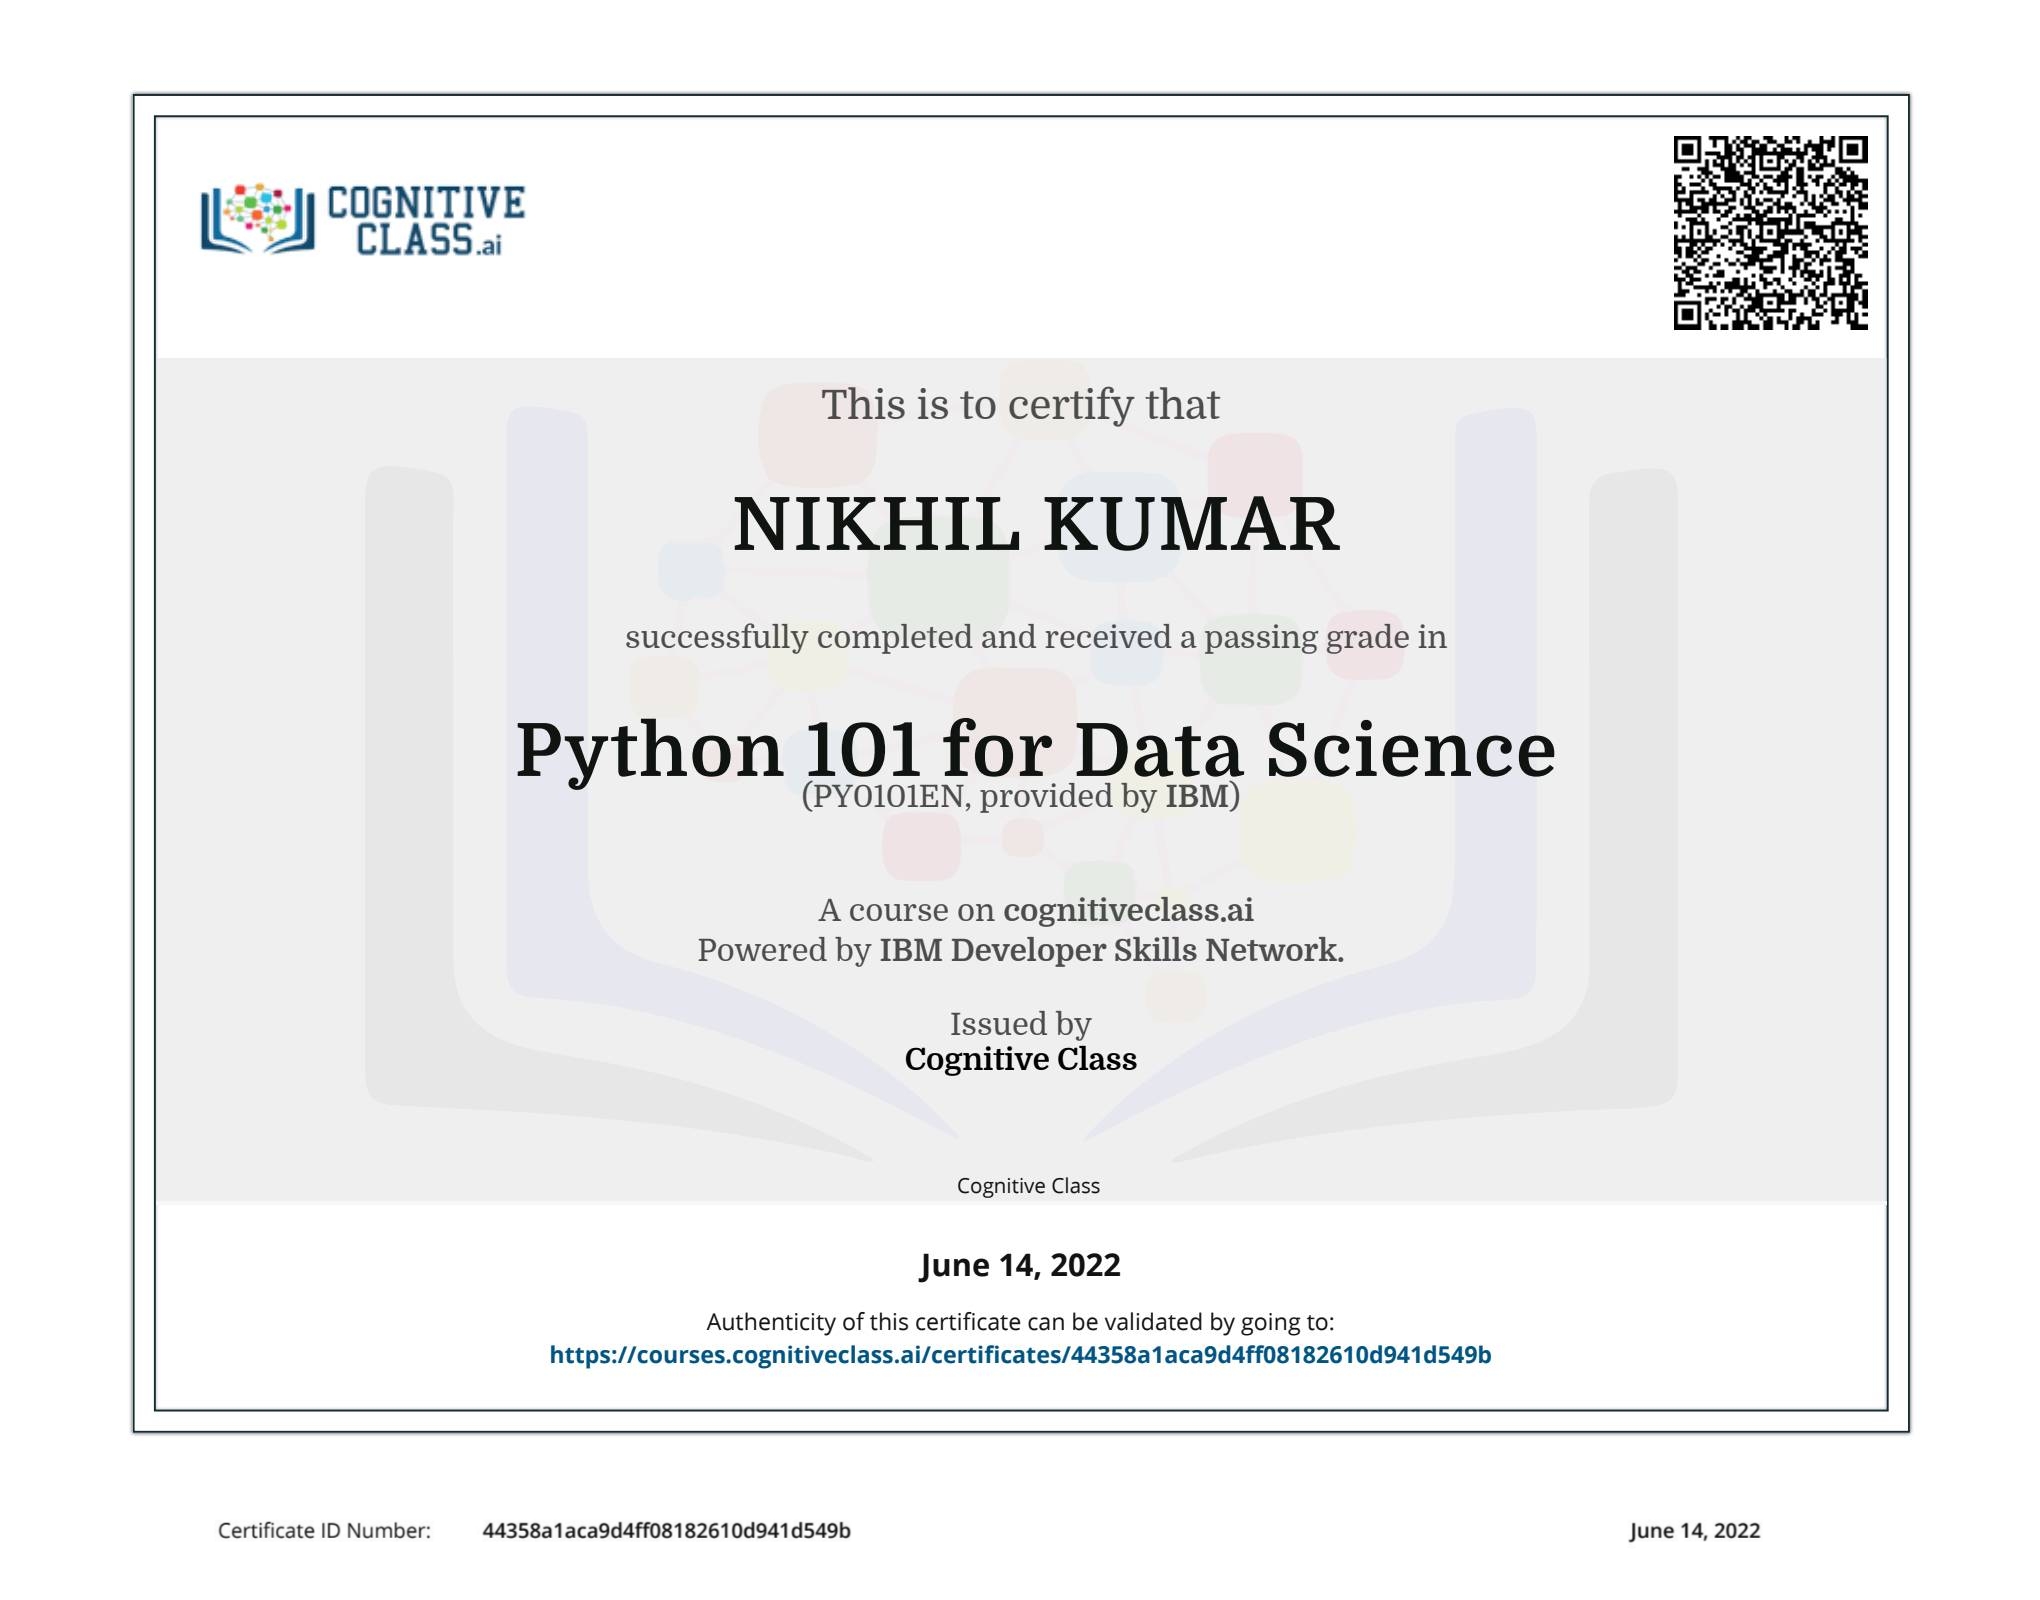 COGNITIVE
CLASS.ai
This is to certify that
NIKHIL KUMAR
successfully completed and received a passing grade in
Python 101 for Data Science
(PY0101EN, provided by IBM)
A course on cognitiveclass.ai
Powered by IBM Developer Skills Network.
Issued by
Cognitive Class
Cognitive Class
June 14, 2022
Authenticity of this certificate can be validated by going to:
https://courses.cognitiveclass.ai/certificates/44358a1aca9d4ff08182610d941d549b
Certificate ID Number: 44358a1aca9d4ff08182610d941d549b June 14, 2022